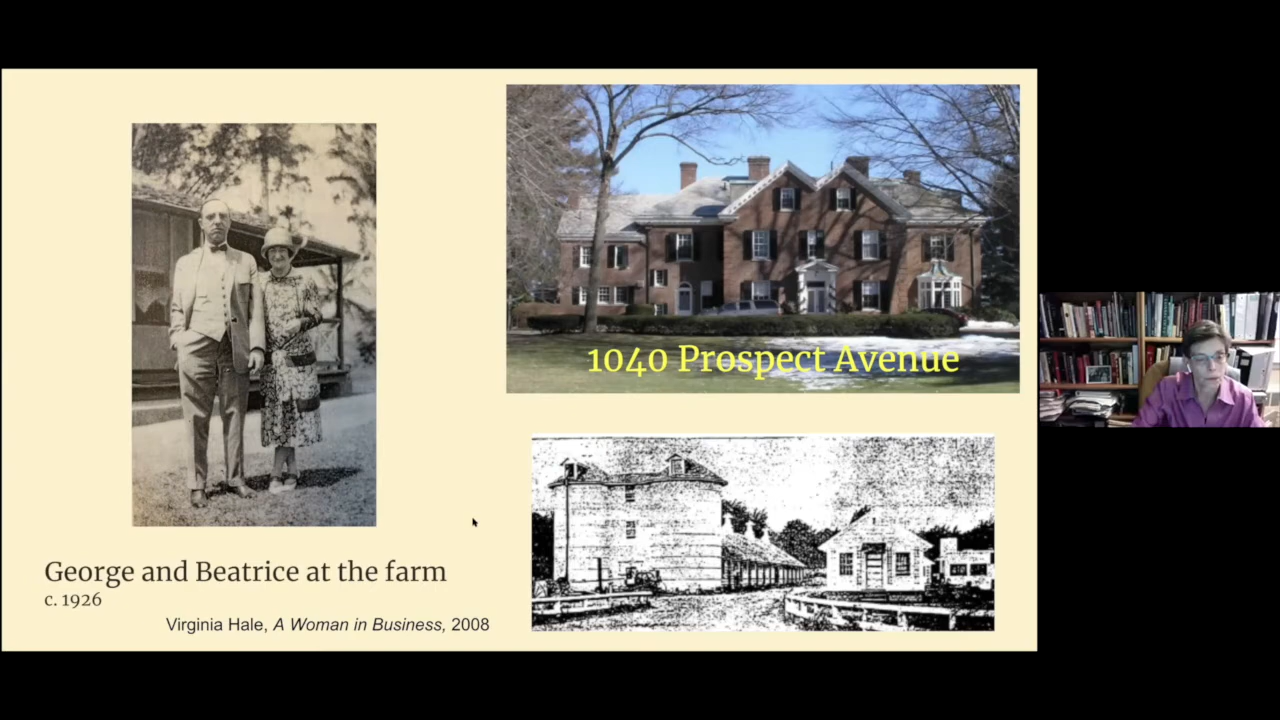 1040 Prospect Avenue
George and Beatrice at the farm
c. 1926
Virginia Hale, A Woman in Business, 2008